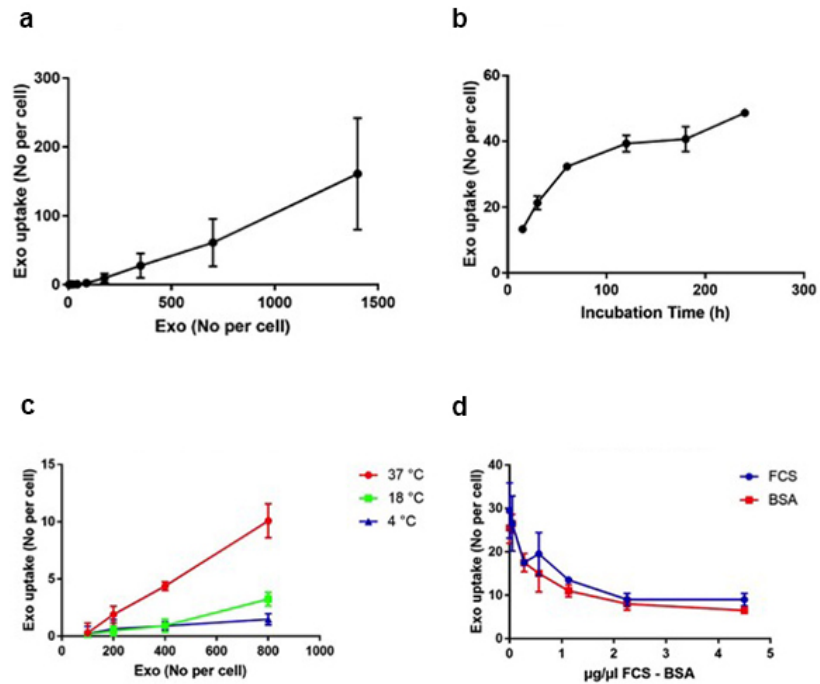 a
Exo uptake (No per cell)
300
200
100
0
0 500 1000 1500
Exo (No per cell)
b
Exo uptake (No per cell)
60
40
20
0
0 100 200 300
Incubation Time (h)
c
Exo uptake (No per cell)
15
10
5
0
0 200 400 600 800 1000
Exo (No per cell)
37 °C
18 °C
4 °C
d
Exo uptake (No per cell)
40
30
20
10
0
0 1 2 3 4 5
µg/µl FCS - BSA
FCS
BSA